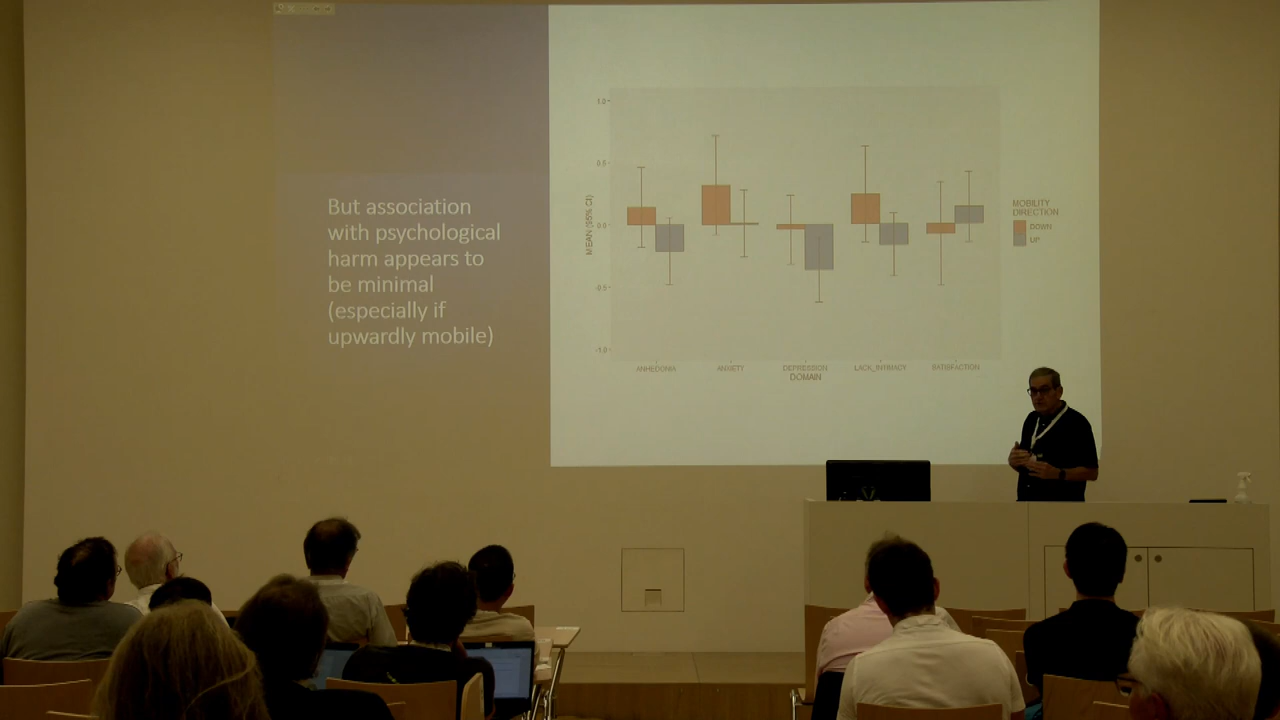 But association
with psychological
harm appears to
be minimal
(especially if
upwardly mobile)
1.0
0.5
0.0
-0.5
-1.0
MEAN (95% CI)
ANHEDONIA ANXIETY DEPRESSION LACK_INTIMACY SATISFACTION
DOMAIN
MOBILITY
DIRECTION
DOWN
UP